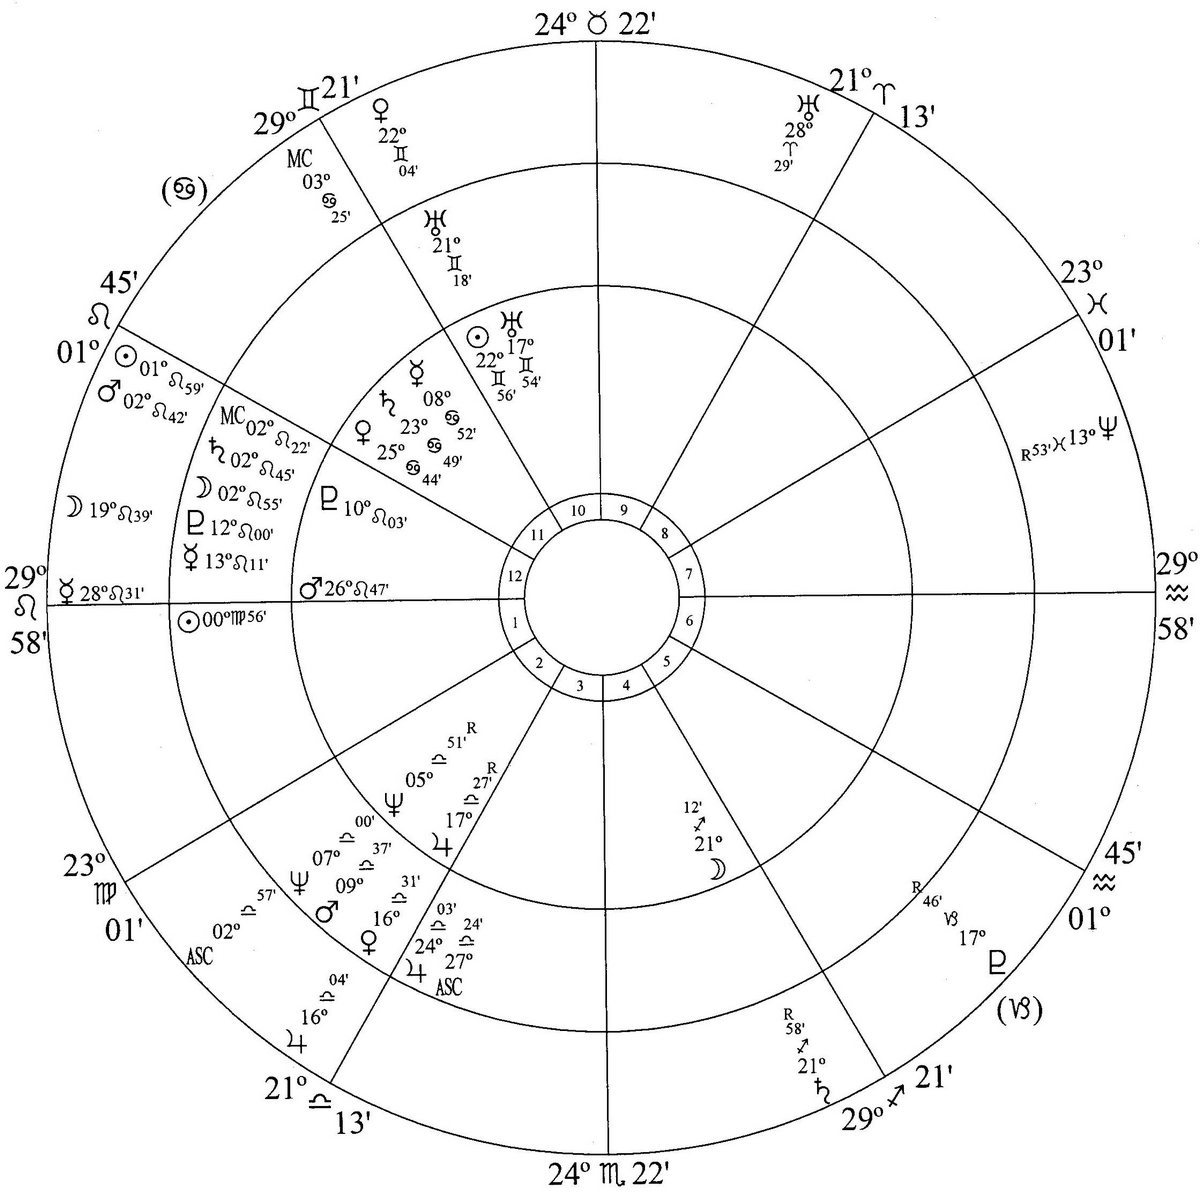 24° ♉ 22'
21° ♈ 13'
29° ♊ 21'
♀ 22° ♊ 04'
♅ 28° ♈ 29'
MC 03° ♋ 25'
(♋)
♅ 21° ♊ 18'
23° ♓ 01'
01° ♌ 45'
☉ 22° ♊ 56'
♅ 17° ♊ 54'
☉ 01° ♌ 59'
♂ 02° ♌ 42'
☿ 08° ♋ 52'
♄ 23° ♋ 49'
♀ 25° ♋ 44'
MC 02° ♌ 22'
♄ 02° ♌ 45'
☽ 02° ♌ 55'
♇ 12° ♌ 00'
☿ 13° ♌ 11'
R 53' ♓ 13° ♆
☽ 19° ♌ 39'
♇ 10° ♌ 03'
10 9
11 8
12 7
1 6
2 5
3 4
29° ♌ 58'
☿ 28° ♌ 31'
♂ 26° ♌ 47'
29° ♒ 58'
☉ 00° ♍ 56'
♆ 05° ♎ 51' R
♃ 17° ♎ 27' R
12' ♐ 21° ☽
♆ 07° ♎ 00'
♂ 09° ♎ 37'
♀ 16° ♎ 31'
♃ 24° ♎ 03'
ASC 27° ♎ 24'
23° ♍ 01'
ASC 02° ♎ 57'
♃ 16° ♎ 04'
R 46' ♑ 17° ♇
01° ♒ 45'
(♑)
R 58' ♐ 21° ♄
21° ♎ 13'
29° ♐ 21'
24° ♏ 22'